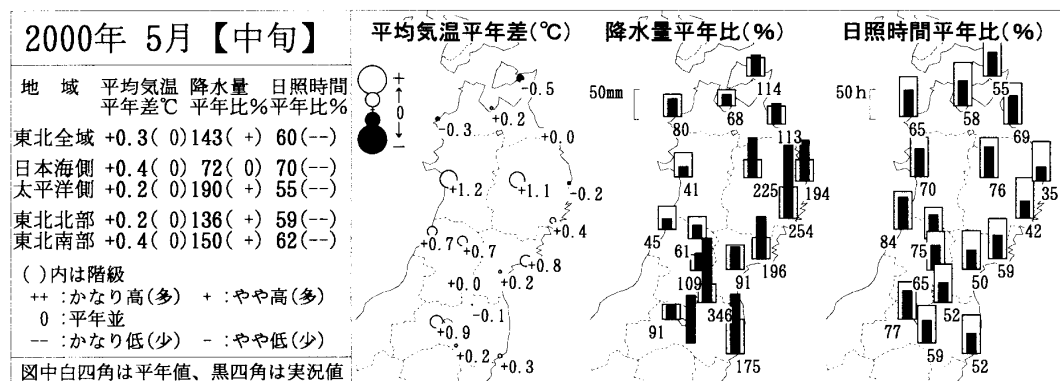 2000年 5月【中旬】
地 域 平均気温 降水量 日照時間
平年差℃ 平年比% 平年比%
東北全域 +0.3( 0) 143( +) 60(--)
日本海側 +0.4( 0) 72( 0) 70(--)
太平洋側 +0.2( 0) 190( +) 55(--)
東北北部 +0.2( 0) 136( +) 59(--)
東北南部 +0.4( 0) 150( +) 62(--)
( )内は階級
++ :かなり高(多) + :やや高(多)
0 :平年並
-- :かなり低(少) - :やや低(少)
図中白四角は平年値、黒四角は実況値
平均気温平年差(℃)
+
0
-
-0.5
+0.2
-0.3
+0.0
+1.2
+1.1
-0.2
+0.4
+0.7
+0.7
+0.8
+0.2
+0.0
-0.1
+0.9
+0.2
+0.3
降水量平年比(%)
50mm
114
80
68
113
41
225
194
254
45
61
196
109
91
346
91
175
日照時間平年比(%)
50h
55
65
58
69
70
76
35
42
84
75
59
65
50
52
77
59
52